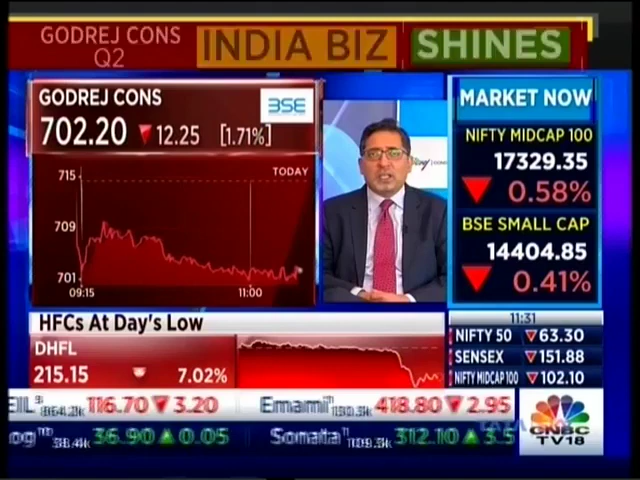 GODREJ CONS
Q2
INDIA BIZ
SHINES
GODREJ CONS
BSE
702.20 ▼ 12.25 [1.71%]
TODAY
715
709
701
09:15 11:00
MARKET NOW
NIFTY MIDCAP 100
17329.35
▼ 0.58%
BSE SMALL CAP
14404.85
▼ 0.41%
HFCs At Day's Low
DHFL
215.15 ▼ 7.02%
11:31
NIFTY 50 ▼ 63.30
SENSEX ▼ 151.88
NIFTY MIDCAP 100 ▼ 102.10
116.70 ▼ 3.20 Emami 418.80 ▼ 2.95
36.90 ▲ 0.05 Somata 312.10 ▲ 3.5
CNBC
TV18